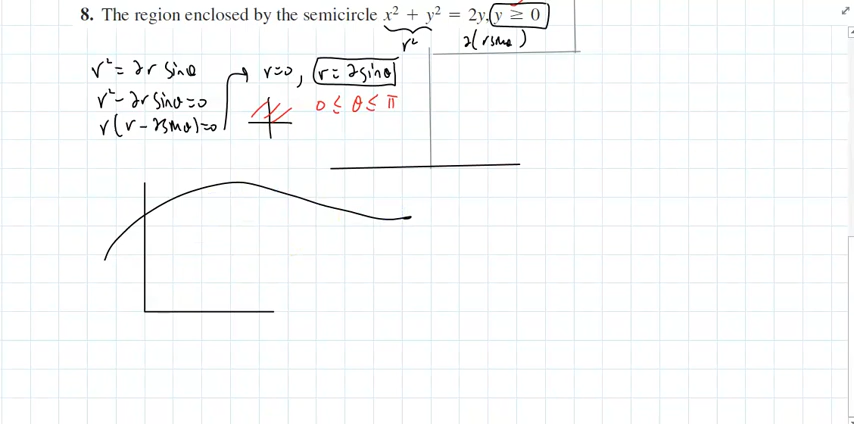 8. The region enclosed by the semicircle x² + y² = 2y, y ≥ 0
r² 2(r sinθ)
r² = 2r sinθ → r=0, r = 2sinθ
r² - 2r sinθ = 0 0 ≤ θ ≤ π
r(r - 2sinθ) = 0